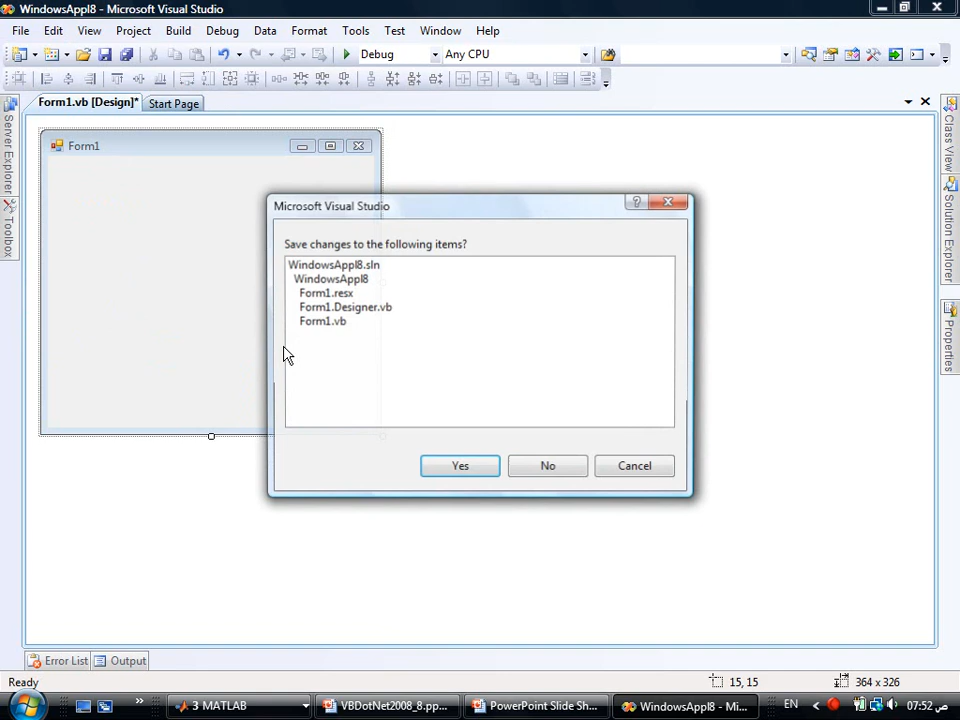 WindowsAppl8 - Microsoft Visual Studio
File Edit View Project Build Debug Data Format Tools Test Window Help
Debug Any CPU
Form1.vb [Design]* Start Page
Server Explorer
Toolbox
Form1
Microsoft Visual Studio
Save changes to the following items?
WindowsAppl8.sln
WindowsAppl8
Form1.resx
Form1.Designer.vb
Form1.vb
Yes No Cancel
Class View
Solution Explorer
Properties
Error List Output
Ready 15, 15 364 x 326
3 MATLAB VBDotNet2008_8.pp... PowerPoint Slide Sh... WindowsAppl8 - Mi... EN 07:52 ص